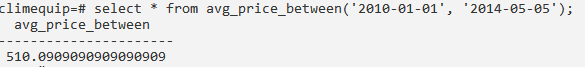 climequip=# select * from avg_price_between('2010-01-01', '2014-05-05');
avg_price_between
----------------------
510.0909090909090909